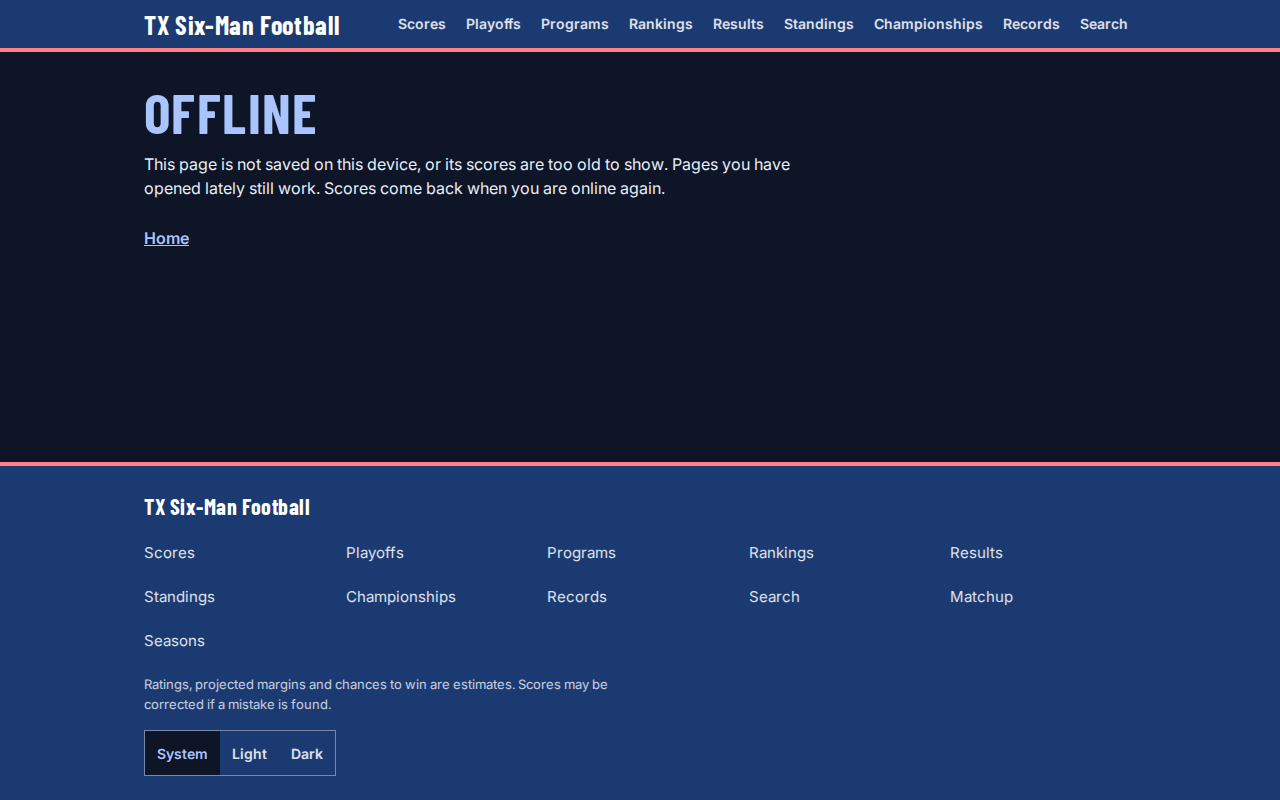 TX Six-Man Football
Scores Playoffs Programs Rankings Results Standings Championships Records Search
OFFLINE
This page is not saved on this device, or its scores are too old to show. Pages you have
opened lately still work. Scores come back when you are online again.
Home
TX Six-Man Football
Scores Playoffs Programs Rankings Results
Standings Championships Records Search Matchup
Seasons
Ratings, projected margins and chances to win are estimates. Scores may be
corrected if a mistake is found.
System Light Dark